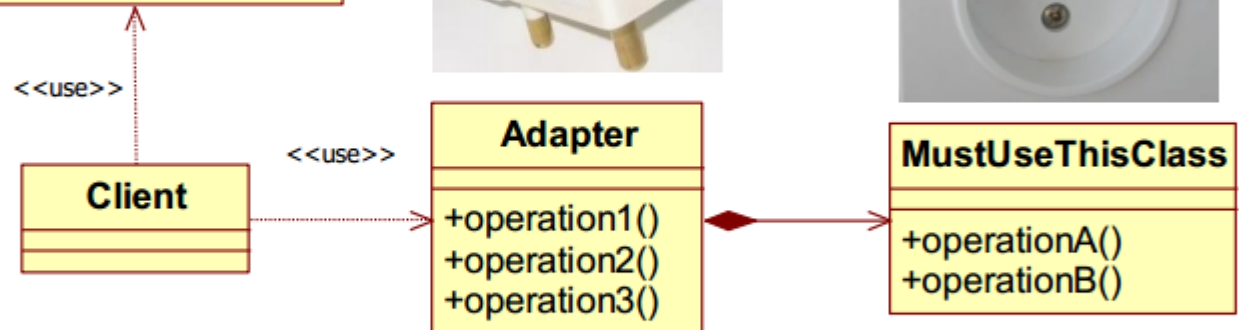 <<use>>
<<use>>
Client
Adapter
+operation1()
+operation2()
+operation3()
MustUseThisClass
+operationA()
+operationB()